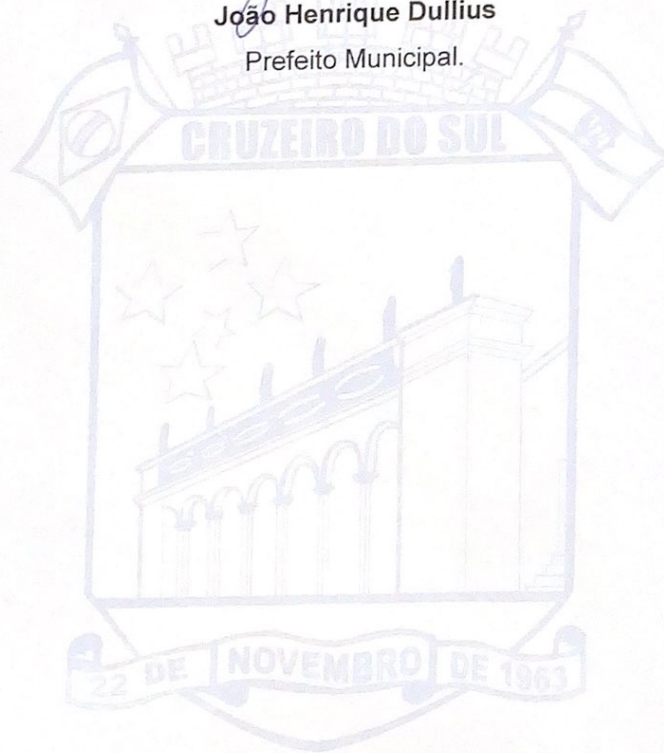 João Henrique Dullius
Prefeito Municipal.
CRUZEIRO DO SUL
22 DE NOVEMBRO DE 1963